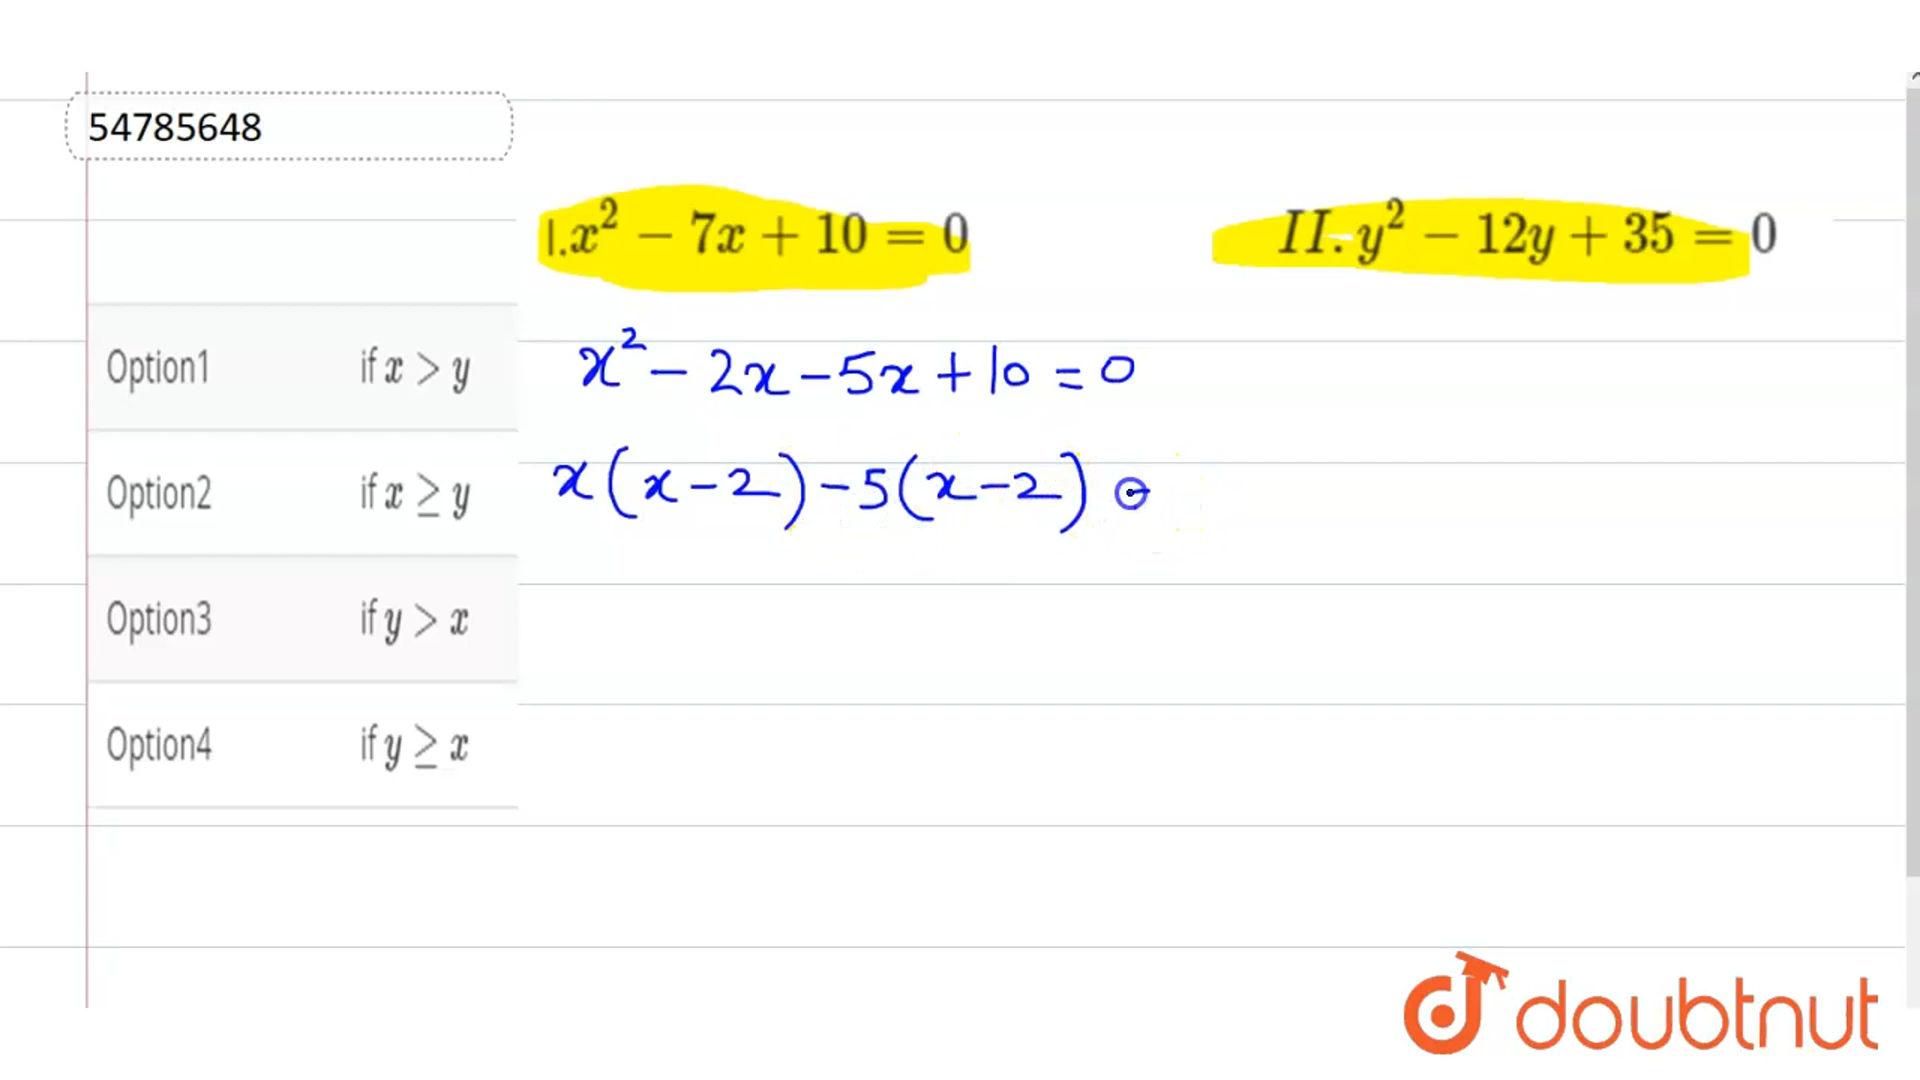 54785648
I.x² − 7x + 10 = 0 II. y² − 12y + 35 = 0
Option1 if x > y
x² − 2x − 5x + 10 = 0
Option2 if x ≥ y
x(x − 2) − 5(x − 2)
Option3 if y > x
Option4 if y ≥ x
doubtnut